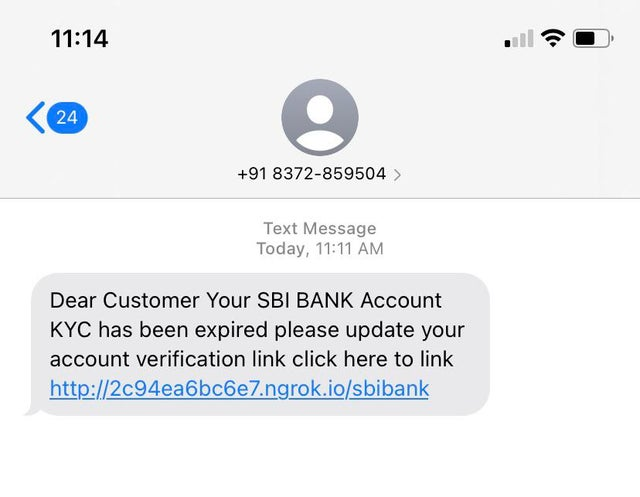 11:14
24
+91 8372-859504
Text Message
Today, 11:11 AM
Dear Customer Your SBI BANK Account
KYC has been expired please update your
account verification link click here to link
http://2c94ea6bc6e7.ngrok.io/sbibank